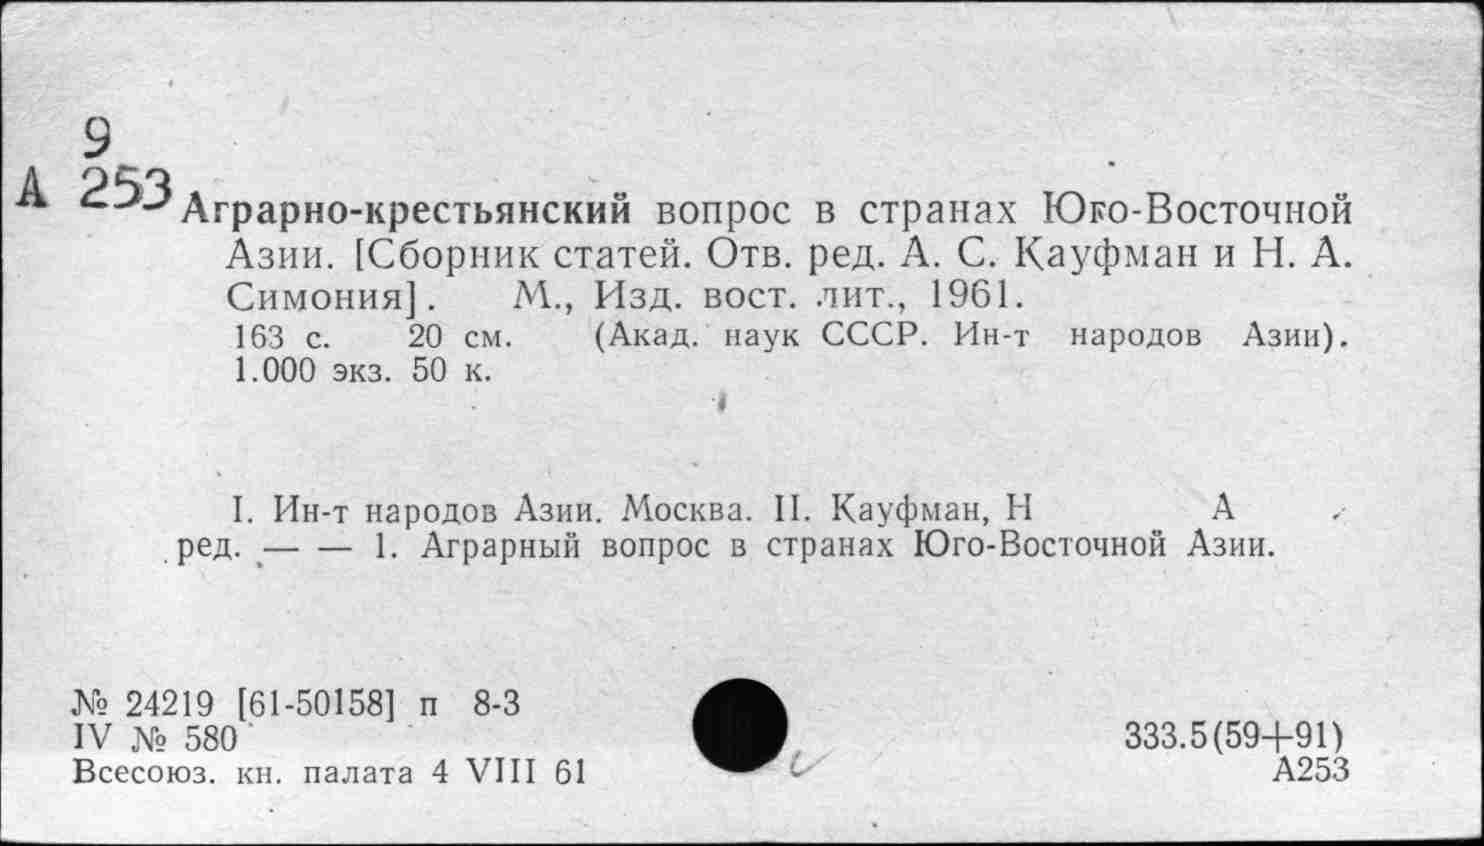 9
А 253
Аграрно-крестьянский вопрос в странах Юго-Восточной
Азии. [Сборник статей. Отв. ред. А. С. Кауфман и Н. А.
Симония]. М., Изд. вост. лит., 1961.
163 с. 20 см. (Акад. наук СССР. Ин-т народов Азии).
1.000 экз. 50 к.
I. Ин-т народов Азии. Москва. II. Кауфман, Н А
ред. — — 1. Аграрный вопрос в странах Юго-Восточной Азии.
№ 24219 [61-50158] п 8-3
IV № 580
Всесоюз. кн. палата 4 VIII 61
333.5(59+91)
А253